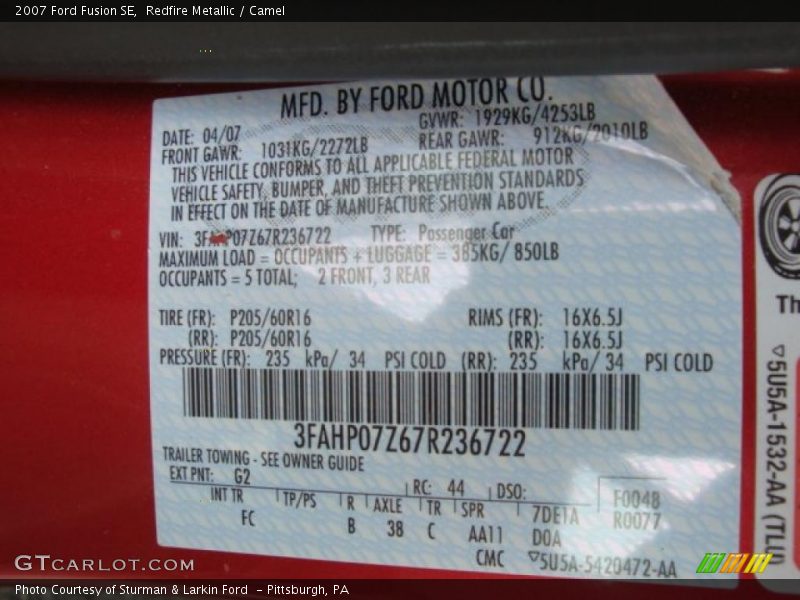 2007 Ford Fusion SE, Redfire Metallic / Camel
MFD. BY FORD MOTOR CO.
DATE: 04/07 GVWR: 1929KG/4253LB
FRONT GAWR: 1031KG/2272LB REAR GAWR: 912KG/2010LB
THIS VEHICLE CONFORMS TO ALL APPLICABLE FEDERAL MOTOR
VEHICLE SAFETY, BUMPER, AND THEFT PREVENTION STANDARDS
IN EFFECT ON THE DATE OF MANUFACTURE SHOWN ABOVE.
VIN: 3FAHP07Z67R236722 TYPE: Passenger Car
MAXIMUM LOAD = OCCUPANTS + LUGGAGE = 385KG/ 850LB
OCCUPANTS = 5 TOTAL; 2 FRONT, 3 REAR
TIRE (FR): P205/60R16 RIMS (FR): 16X6.5J
(RR): P205/60R16 (RR): 16X6.5J
PRESSURE (FR): 235 kPa/ 34 PSI COLD (RR): 235 kPa/ 34 PSI COLD
3FAHP07Z67R236722
TRAILER TOWING - SEE OWNER GUIDE
EXT PNT: G2 RC: 44 DSO: F0048
INT TR TP/PS R AXLE TR SPR 7DE1A R0077
FC B 38 C AA11 DOA
CMC ▽5U5A-5420472-AA
Th
▽5U5A-1532-AA (TLI)
GTCARLOT.COM
Photo Courtesy of Sturman & Larkin Ford - Pittsburgh, PA